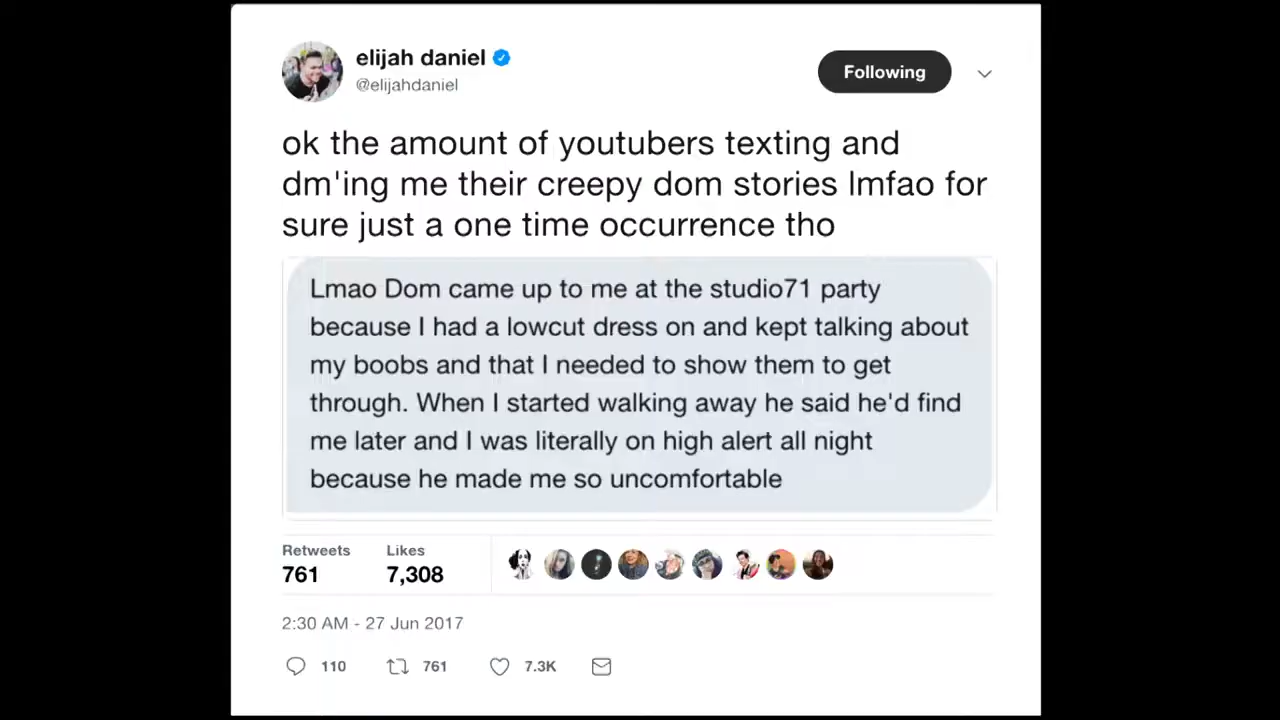 elijah daniel
@elijahdaniel
Following
ok the amount of youtubers texting and
dm'ing me their creepy dom stories lmfao for
sure just a one time occurrence tho
Lmao Dom came up to me at the studio71 party
because I had a lowcut dress on and kept talking about
my boobs and that I needed to show them to get
through. When I started walking away he said he'd find
me later and I was literally on high alert all night
because he made me so uncomfortable
Retweets Likes
761 7,308
2:30 AM - 27 Jun 2017
110 761 7.3K